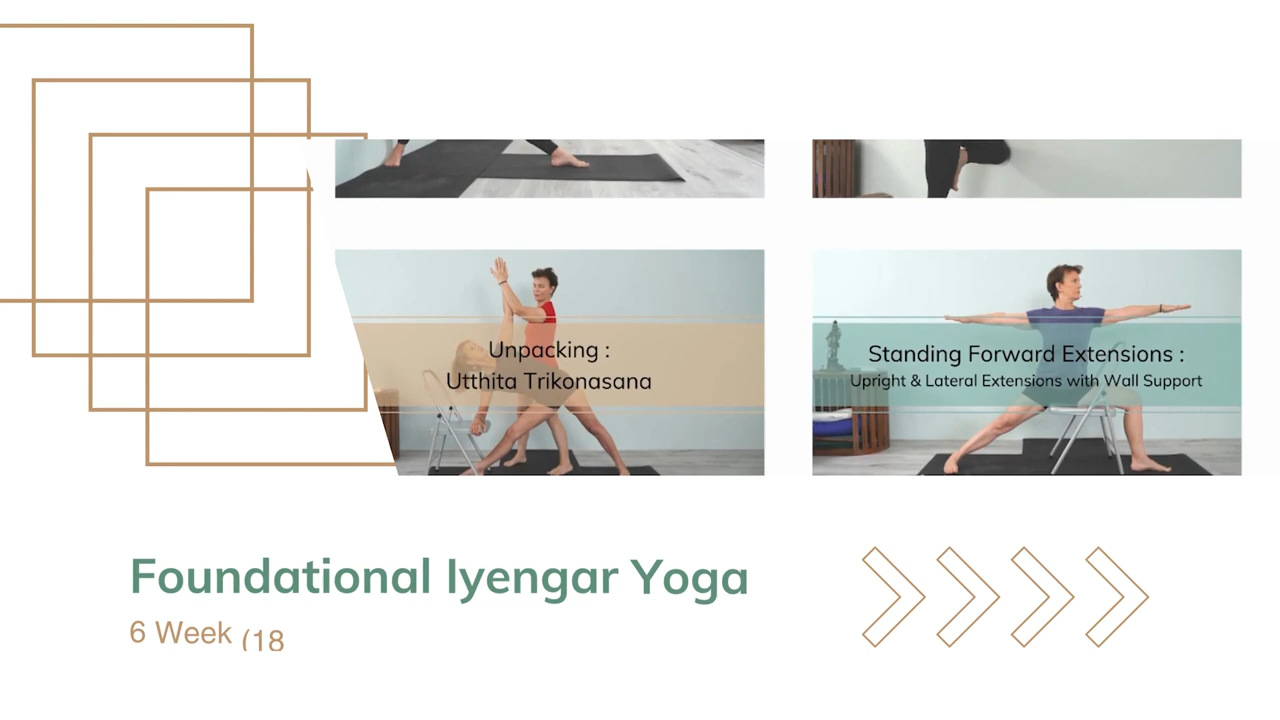 Unpacking :
Utthita Trikonasana
Standing Forward Extensions :
Upright & Lateral Extensions with Wall Support
Foundational Iyengar Yoga
6 Week (18